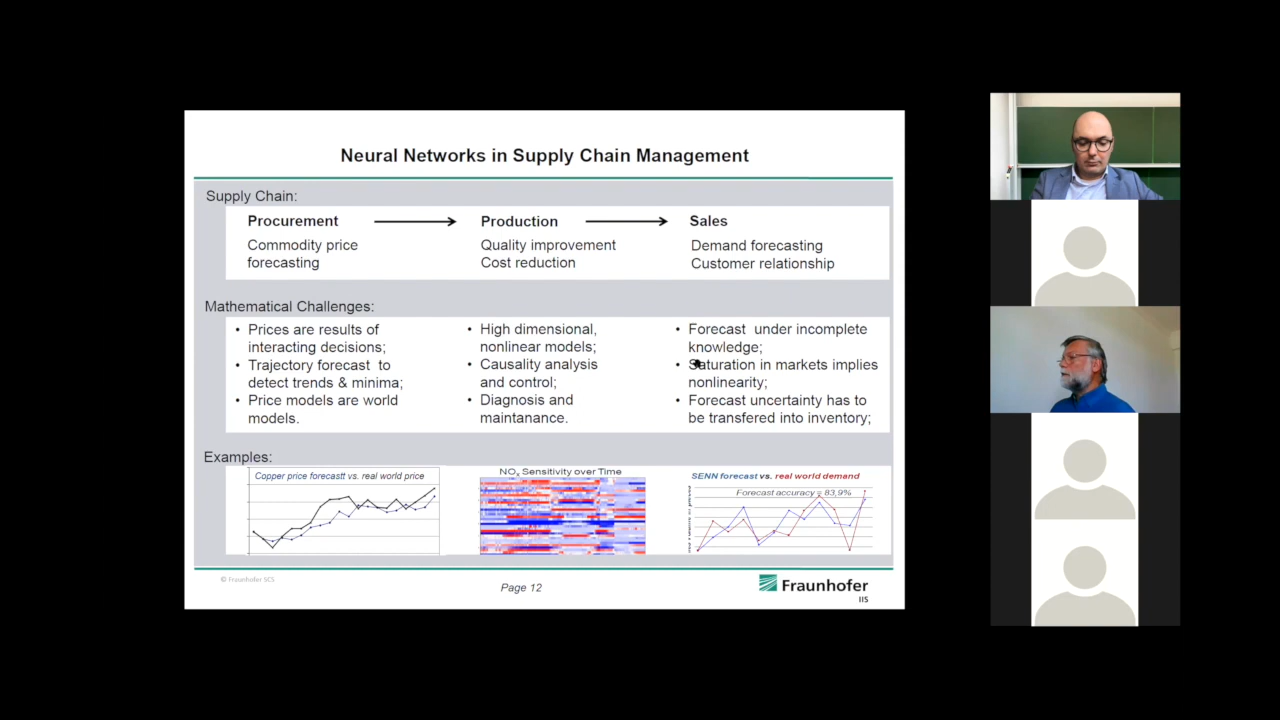 Neural Networks in Supply Chain Management
Supply Chain:
Procurement
Production
Sales
Commodity price
forecasting
Quality improvement
Cost reduction
Demand forecasting
Customer relationship
Mathematical Challenges:
• Prices are results of
interacting decisions;
• Trajectory forecast to
detect trends & minima;
• Price models are world
models.
• High dimensional,
nonlinear models;
• Causality analysis
and control;
• Diagnosis and
maintanance.
• Forecast under incomplete
knowledge;
• Saturation in markets implies
nonlinearity;
• Forecast uncertainty has to
be transfered into inventory;
Examples:
Copper price forecastt vs. real world price
NOx Sensitivity over Time
SENN forecast vs. real world demand
Forecast accuracy = 83,9%
© Fraunhofer SCS
Page 12
Fraunhofer
IIS